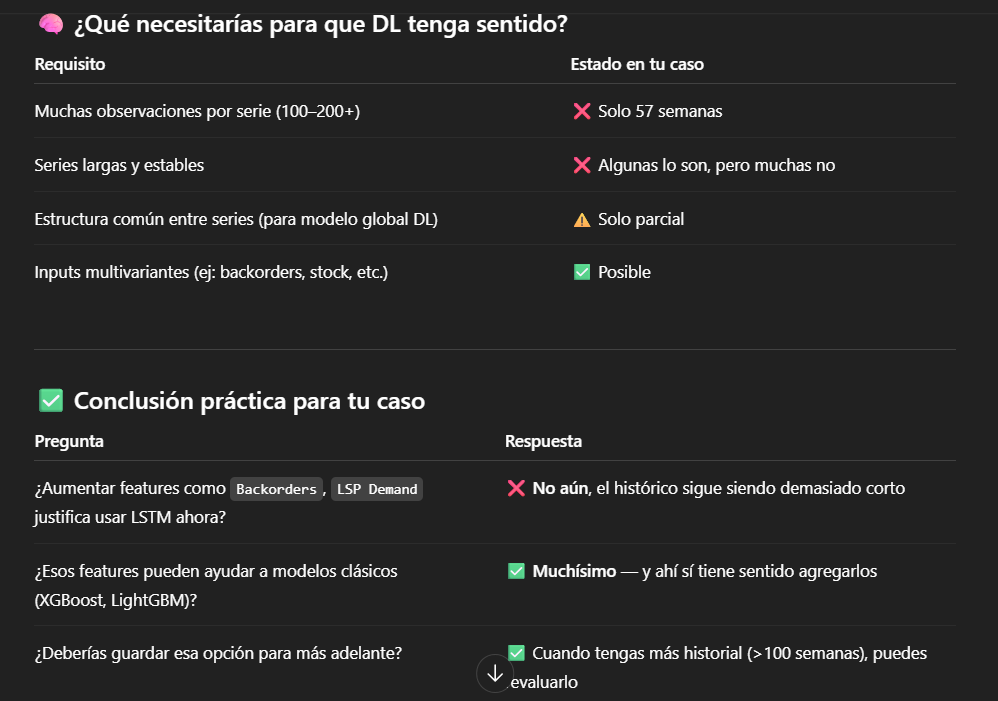 🧠 ¿Qué necesitarías para que DL tenga sentido?
Requisito Estado en tu caso
Muchas observaciones por serie (100–200+) ❌ Solo 57 semanas
Series largas y estables ❌ Algunas lo son, pero muchas no
Estructura común entre series (para modelo global DL) ⚠️ Solo parcial
Inputs multivariantes (ej: backorders, stock, etc.) ✅ Posible
✅ Conclusión práctica para tu caso
Pregunta Respuesta
¿Aumentar features como Backorders, LSP Demand ❌ No aún, el histórico sigue siendo demasiado corto
justifica usar LSTM ahora?
¿Esos features pueden ayudar a modelos clásicos ✅ Muchísimo — y ahí sí tiene sentido agregarlos
(XGBoost, LightGBM)?
¿Deberías guardar esa opción para más adelante? ✅ Cuando tengas más historial (>100 semanas), puedes
evaluarlo